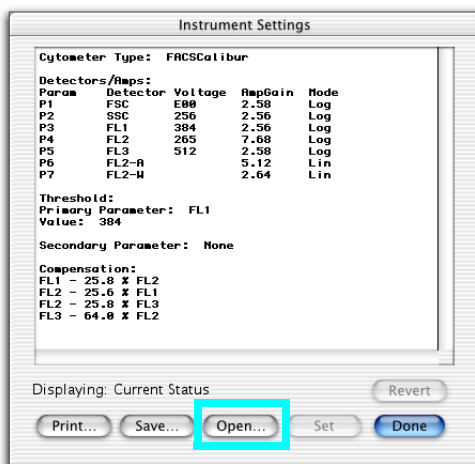 Instrument Settings
Cytometer Type: FACSCalibur
Detectors/Amps:
Param Detector Voltage AmpGain Mode
P1 FSC E00 2.58 Log
P2 SSC 256 2.56 Log
P3 FL1 384 2.56 Log
P4 FL2 265 7.68 Log
P5 FL3 512 2.58 Log
P6 FL2-A 5.12 Lin
P7 FL2-W 2.64 Lin
Threshold:
Primary Parameter: FL1
Value: 384
Secondary Parameter: None
Compensation:
FL1 - 25.8 % FL2
FL2 - 25.6 % FL1
FL2 - 25.8 % FL3
FL3 - 64.0 % FL2
Displaying: Current Status
Revert
Print... Save... Open... Set Done